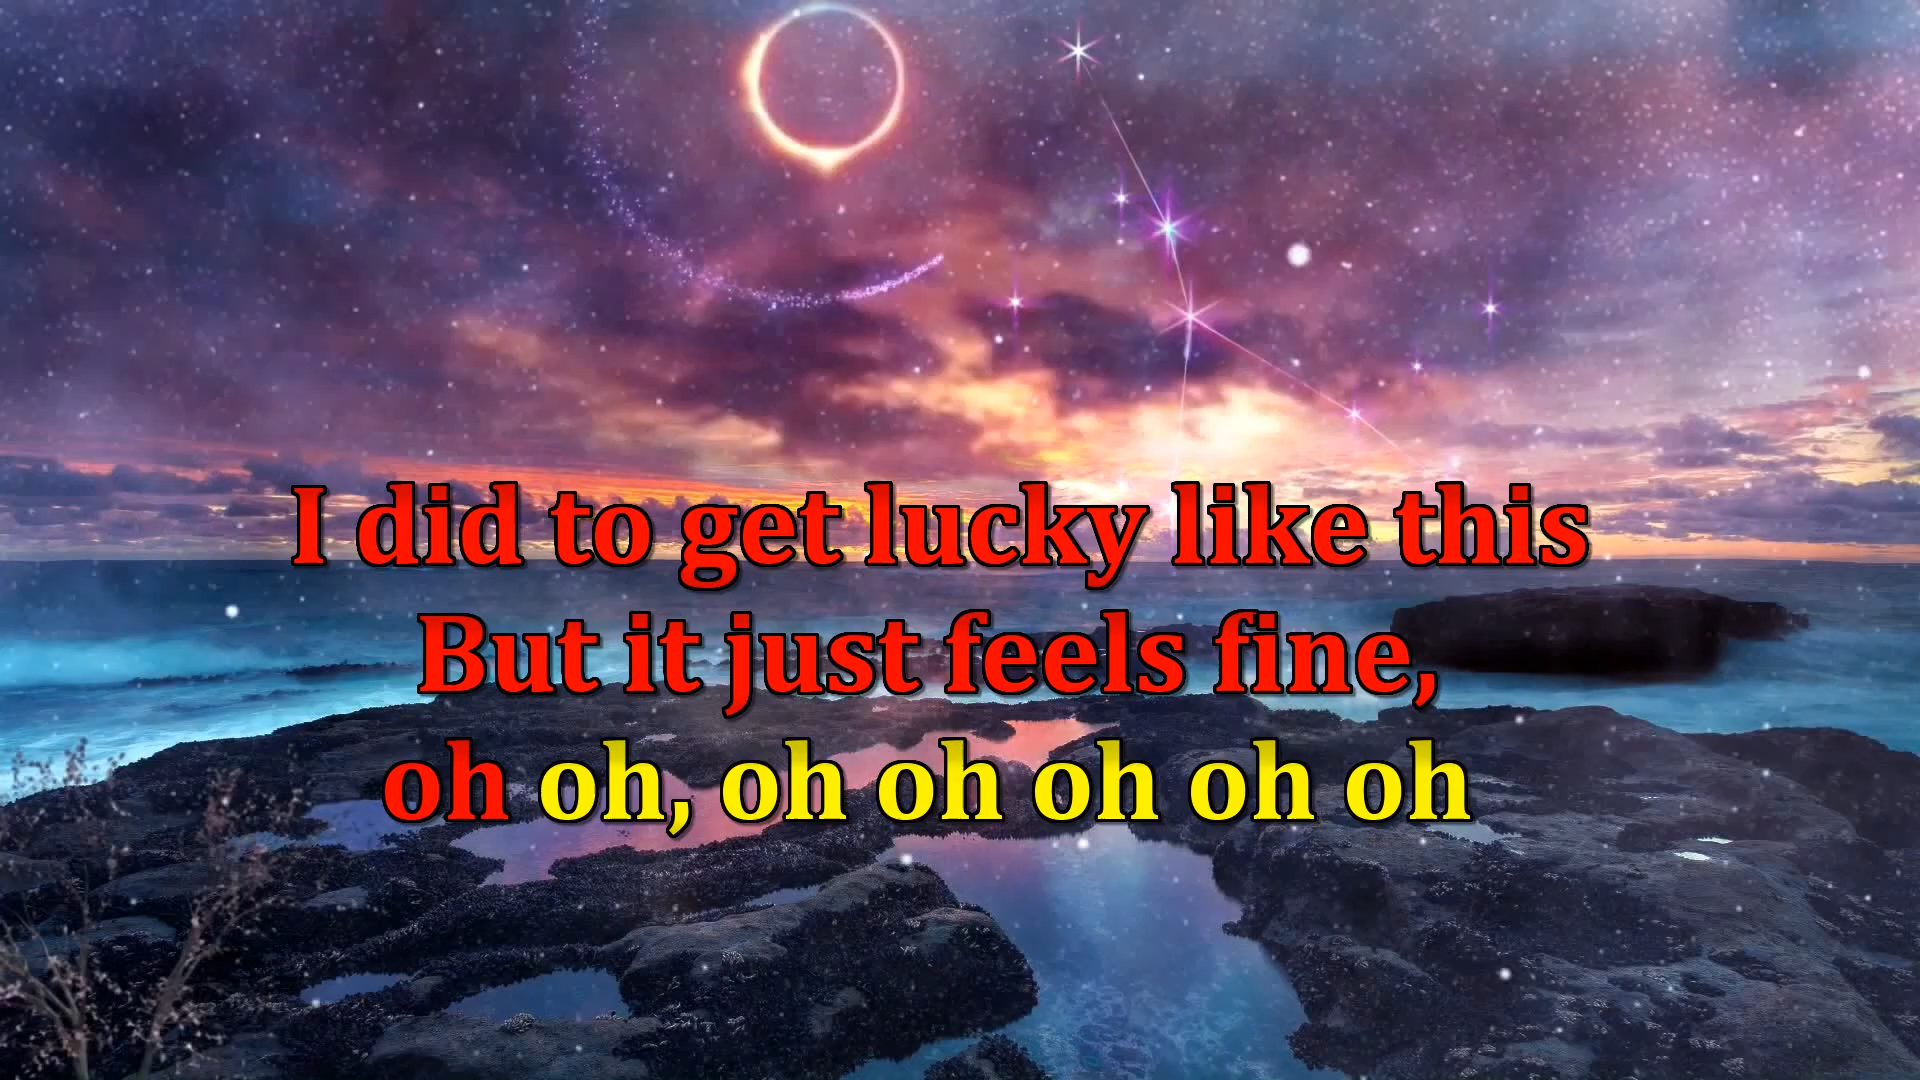 I did to get lucky like this
But it just feels fine,
oh oh, oh oh oh oh oh